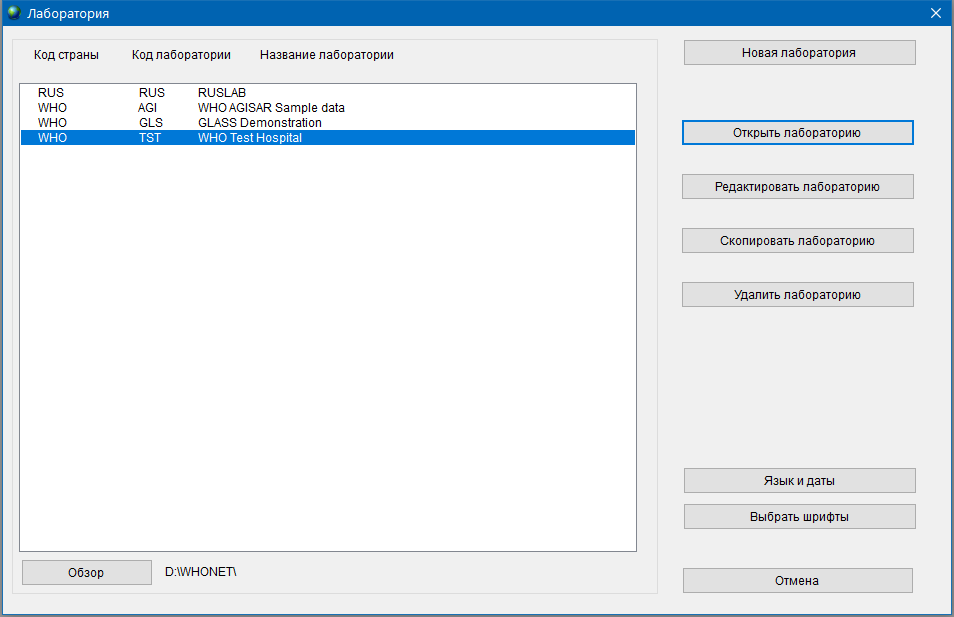 Лаборатория
Код страны Код лаборатории Название лаборатории
RUS RUS RUSLAB
WHO AGI WHO AGISAR Sample data
WHO GLS GLASS Demonstration
WHO TST WHO Test Hospital
Обзор D:\WHONET\
Новая лаборатория
Открыть лабораторию
Редактировать лабораторию
Скопировать лабораторию
Удалить лабораторию
Язык и даты
Выбрать шрифты
Отмена